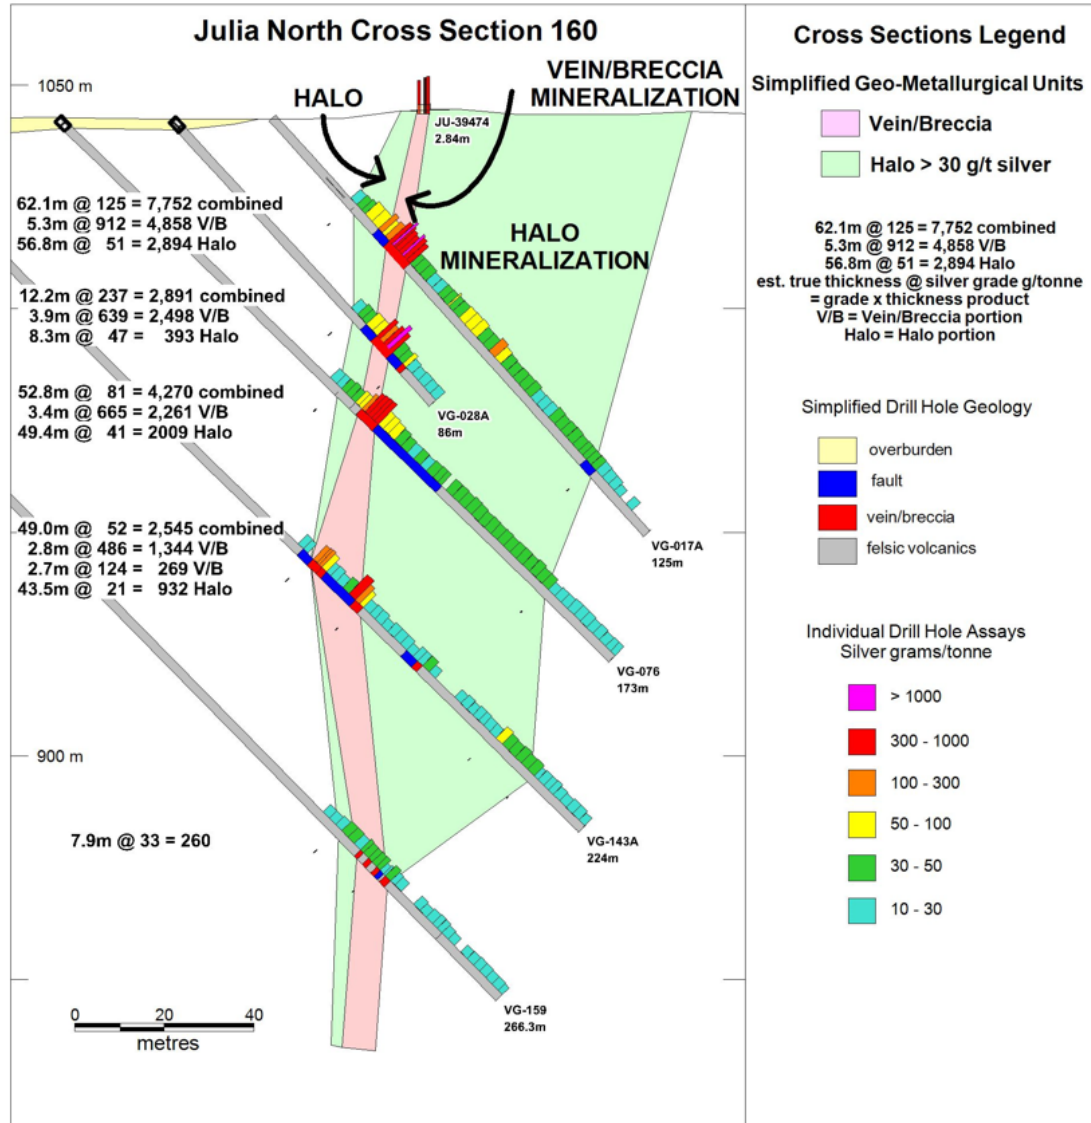 Julia North Cross Section 160
1050 m
HALO
VEIN/BRECCIA
MINERALIZATION
JU-39474
2.84m
62.1m @ 125 = 7,752 combined
5.3m @ 912 = 4,858 V/B
56.8m @ 51 = 2,894 Halo
HALO
MINERALIZATION
12.2m @ 237 = 2,891 combined
3.9m @ 639 = 2,498 V/B
8.3m @ 47 = 393 Halo
52.8m @ 81 = 4,270 combined
3.4m @ 665 = 2,261 V/B
49.4m @ 41 = 2009 Halo
VG-028A
86m
49.0m @ 52 = 2,545 combined
2.8m @ 486 = 1,344 V/B
2.7m @ 124 = 269 V/B
43.5m @ 21 = 932 Halo
VG-017A
125m
VG-076
173m
900 m
VG-143A
224m
7.9m @ 33 = 260
VG-159
266.3m
0 20 40
metres
Cross Sections Legend
Simplified Geo-Metallurgical Units
Vein/Breccia
Halo > 30 g/t silver
62.1m @ 125 = 7,752 combined
5.3m @ 912 = 4,858 V/B
56.8m @ 51 = 2,894 Halo
est. true thickness @ silver grade g/tonne
= grade x thickness product
V/B = Vein/Breccia portion
Halo = Halo portion
Simplified Drill Hole Geology
overburden
fault
vein/breccia
felsic volcanics
Individual Drill Hole Assays
Silver grams/tonne
> 1000
300 - 1000
100 - 300
50 - 100
30 - 50
10 - 30